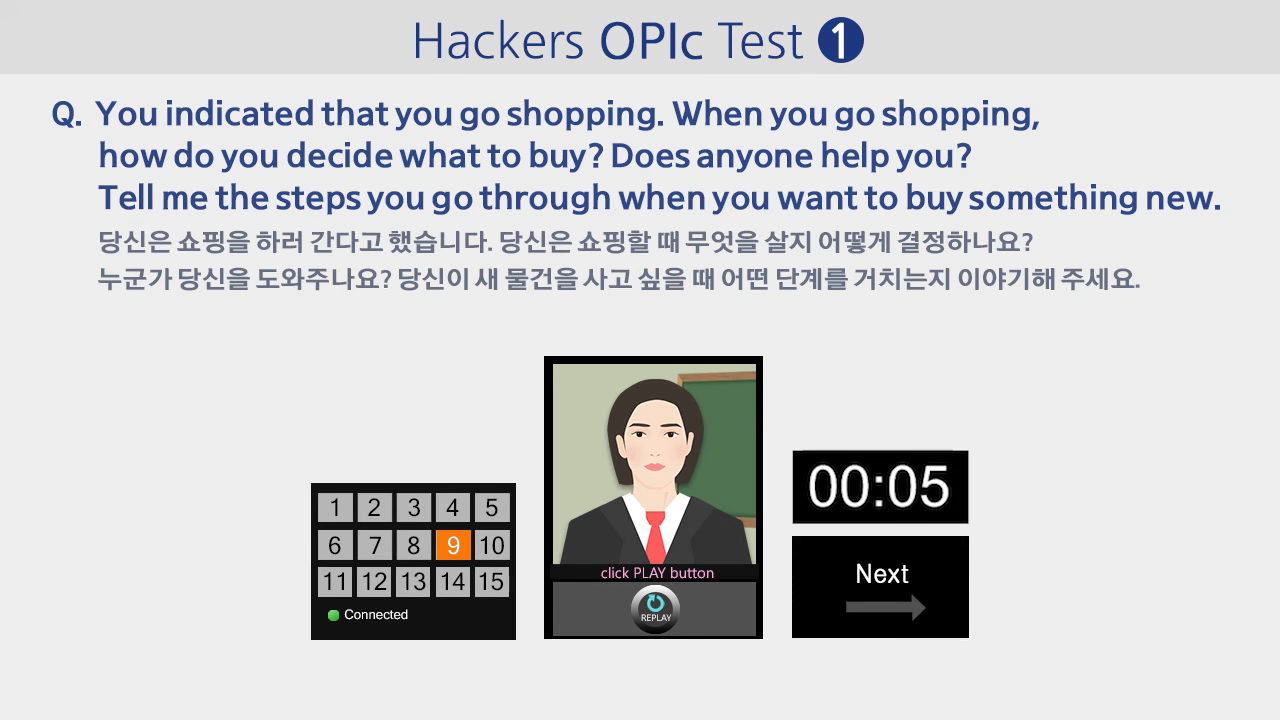 Hackers OPIc Test 1
Q. You indicated that you go shopping. When you go shopping,
how do you decide what to buy? Does anyone help you?
Tell me the steps you go through when you want to buy something new.
당신은 쇼핑을 하러 간다고 했습니다. 당신은 쇼핑할 때 무엇을 살지 어떻게 결정하나요?
누군가 당신을 도와주나요? 당신이 새 물건을 사고 싶을 때 어떤 단계를 거치는지 이야기해 주세요.
1 2 3 4 5
6 7 8 9 10
11 12 13 14 15
Connected
click PLAY button
REPLAY
00:05
Next